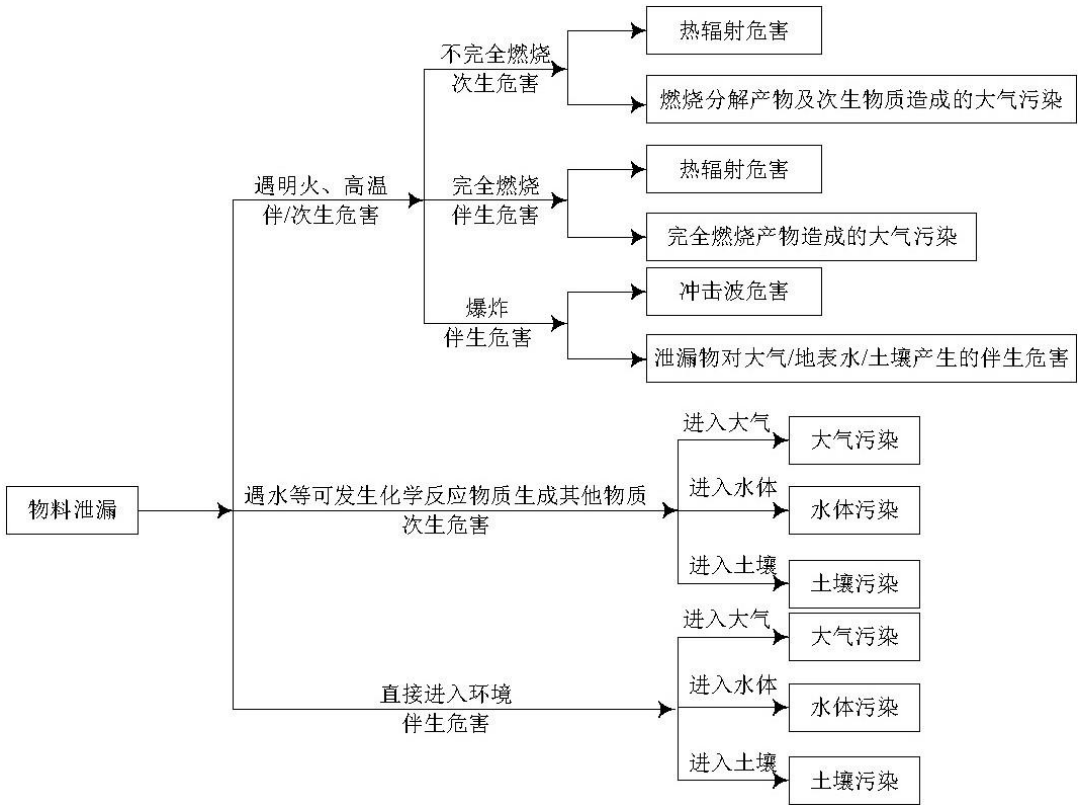 热辐射危害
不完全燃烧
次生危害
燃烧分解产物及次生物质造成的大气污染
热辐射危害
遇明火、高温
伴/次生危害
完全燃烧
伴生危害
完全燃烧产物造成的大气污染
冲击波危害
爆炸
伴生危害
泄漏物对大气/地表水/土壤产生的伴生危害
进入大气
大气污染
物料泄漏
遇水等可发生化学反应物质生成其他物质
次生危害
进入水体
水体污染
进入土壤
土壤污染
进入大气
大气污染
直接进入环境
伴生危害
进入水体
水体污染
进入土壤
土壤污染